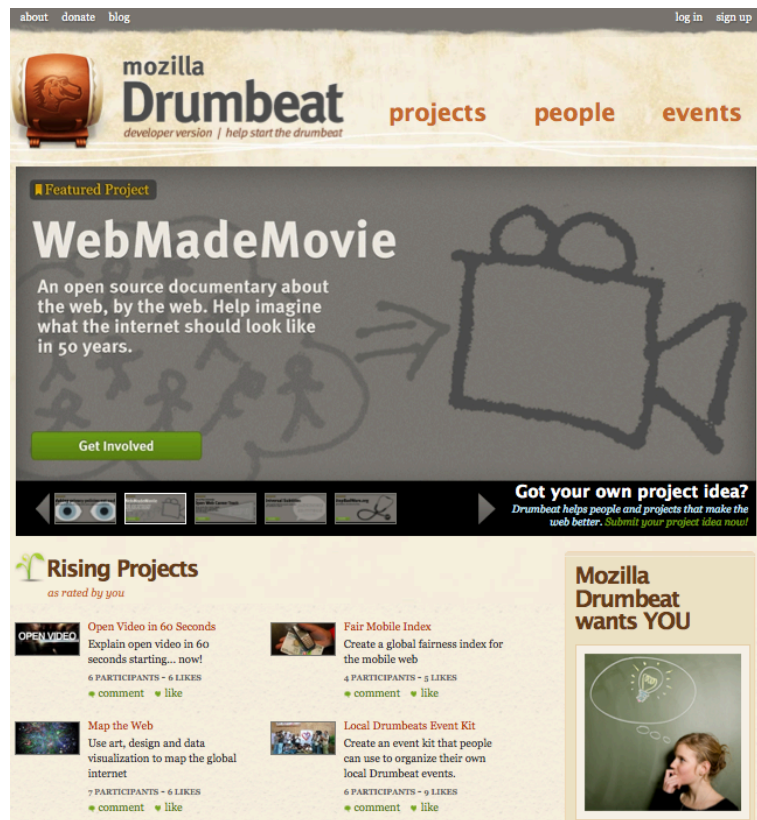 about donate blog
log in sign up
mozilla
Drumbeat
developer version | help start the drumbeat
projects people events
Featured Project
WebMadeMovie
An open source documentary about
the web, by the web. Help imagine
what the internet should look like
in 50 years.
Get Involved
Got your own project idea?
Drumbeat helps people and projects that make the
web better. Submit your project idea now!
Rising Projects
as rated by you
Open Video in 60 Seconds
Explain open video in 60
seconds starting... now!
6 PARTICIPANTS - 6 LIKES
comment like
OPEN VIDEO
Fair Mobile Index
Create a global fairness index for
the mobile web
4 PARTICIPANTS - 5 LIKES
comment like
Map the Web
Use art, design and data
visualization to map the global
internet
7 PARTICIPANTS - 6 LIKES
comment like
Local Drumbeats Event Kit
Create an event kit that people
can use to organize their own
local Drumbeat events.
6 PARTICIPANTS - 9 LIKES
comment like
Mozilla
Drumbeat
wants YOU